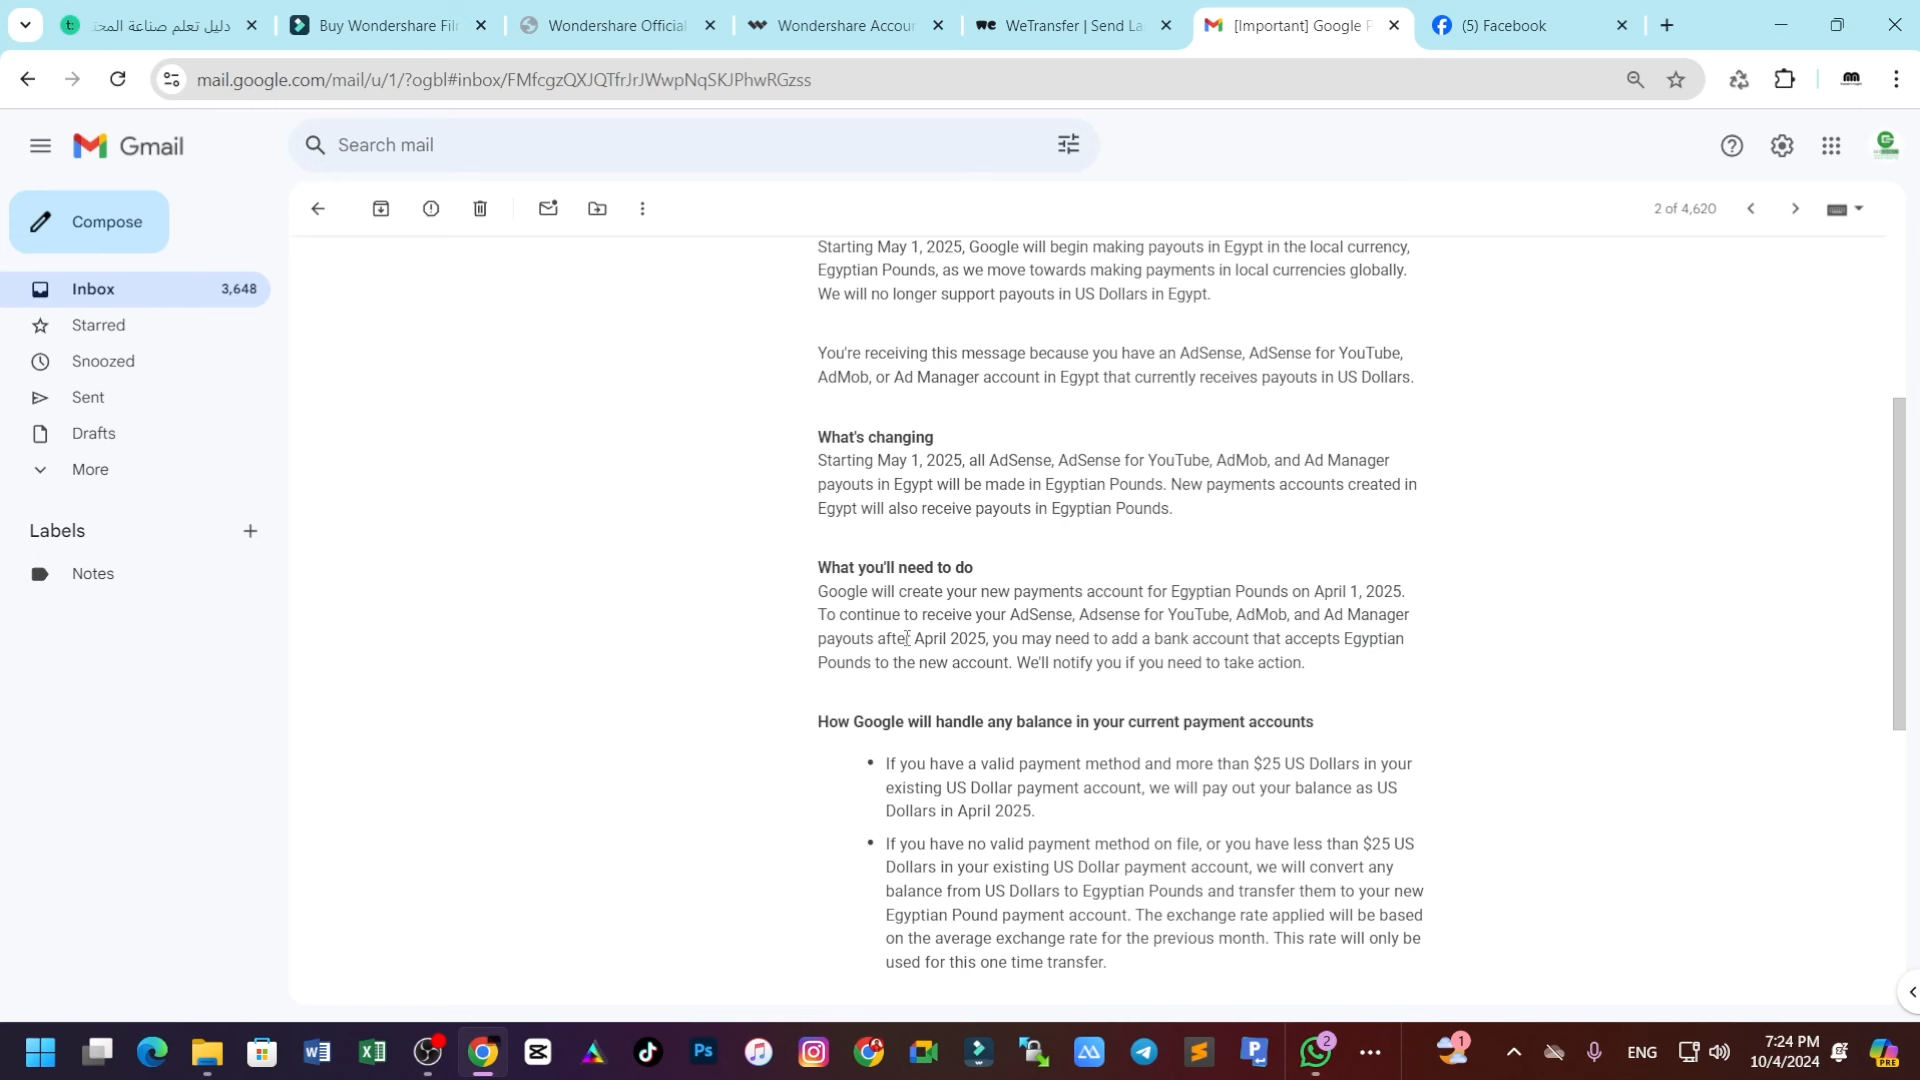 دليل تعلم صناعة المحت
Buy Wondershare Fil
Wondershare Official
Wondershare Accour
WeTransfer | Send La
[Important] Google P
(5) Facebook
mail.google.com/mail/u/1/?ogbl#inbox/FMfcgzQXJQTfrJrJWwpNqSKJPhwRGzss
Gmail
Search mail
Compose
2 of 4,620
Inbox 3,648
Starred
Snoozed
Sent
Drafts
More
Labels
Notes
Starting May 1, 2025, Google will begin making payouts in Egypt in the local currency,
Egyptian Pounds, as we move towards making payments in local currencies globally.
We will no longer support payouts in US Dollars in Egypt.
You're receiving this message because you have an AdSense, AdSense for YouTube,
AdMob, or Ad Manager account in Egypt that currently receives payouts in US Dollars.
What's changing
Starting May 1, 2025, all AdSense, AdSense for YouTube, AdMob, and Ad Manager
payouts in Egypt will be made in Egyptian Pounds. New payments accounts created in
Egypt will also receive payouts in Egyptian Pounds.
What you'll need to do
Google will create your new payments account for Egyptian Pounds on April 1, 2025.
To continue to receive your AdSense, Adsense for YouTube, AdMob, and Ad Manager
payouts after April 2025, you may need to add a bank account that accepts Egyptian
Pounds to the new account. We'll notify you if you need to take action.
How Google will handle any balance in your current payment accounts
• If you have a valid payment method and more than $25 US Dollars in your
existing US Dollar payment account, we will pay out your balance as US
Dollars in April 2025.
• If you have no valid payment method on file, or you have less than $25 US
Dollars in your existing US Dollar payment account, we will convert any
balance from US Dollars to Egyptian Pounds and transfer them to your new
Egyptian Pound payment account. The exchange rate applied will be based
on the average exchange rate for the previous month. This rate will only be
used for this one time transfer.
Ps
2
1
ENG
7:24 PM
10/4/2024
PRE